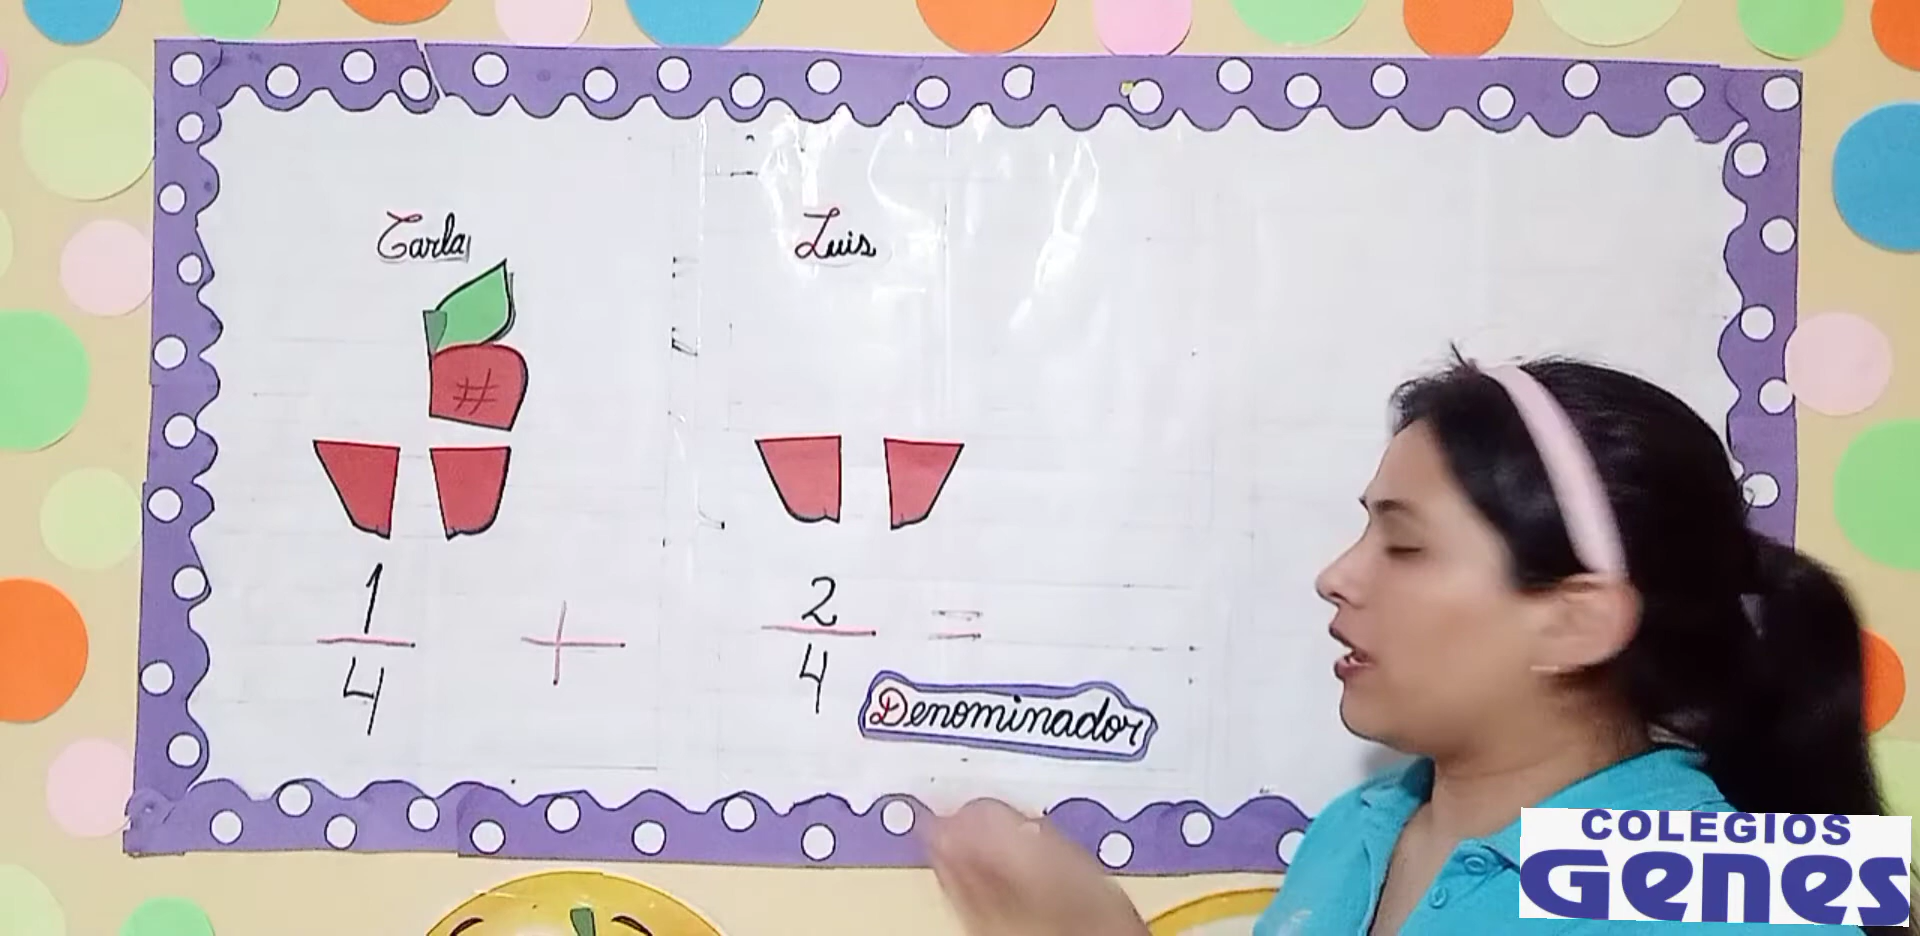 Carla
Luis
#
1/4 + 2/4 =
Denominador
COLEGIOS
Genes